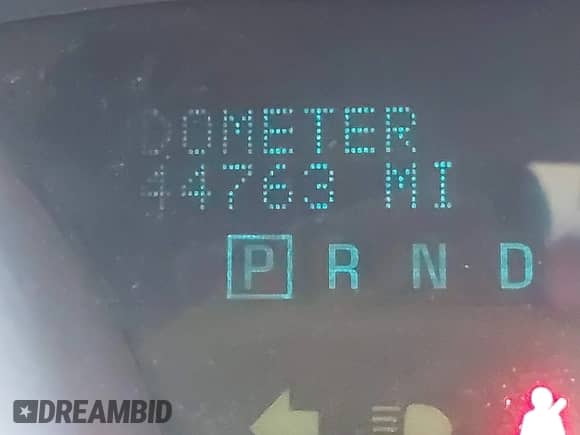 DOMETER
44763 MI
P R N D
DREAMBID